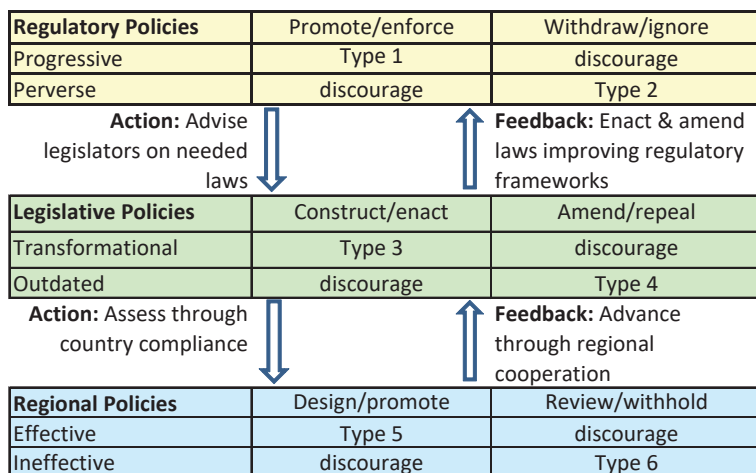 Regulatory Policies Promote/enforce Withdraw/ignore
Progressive Type 1 discourage
Perverse discourage Type 2
Action: Advise
legislators on needed
laws
Feedback: Enact & amend
laws improving regulatory
frameworks
Legislative Policies Construct/enact Amend/repeal
Transformational Type 3 discourage
Outdated discourage Type 4
Action: Assess through
country compliance
Feedback: Advance
through regional
cooperation
Regional Policies Design/promote Review/withhold
Effective Type 5 discourage
Ineffective discourage Type 6